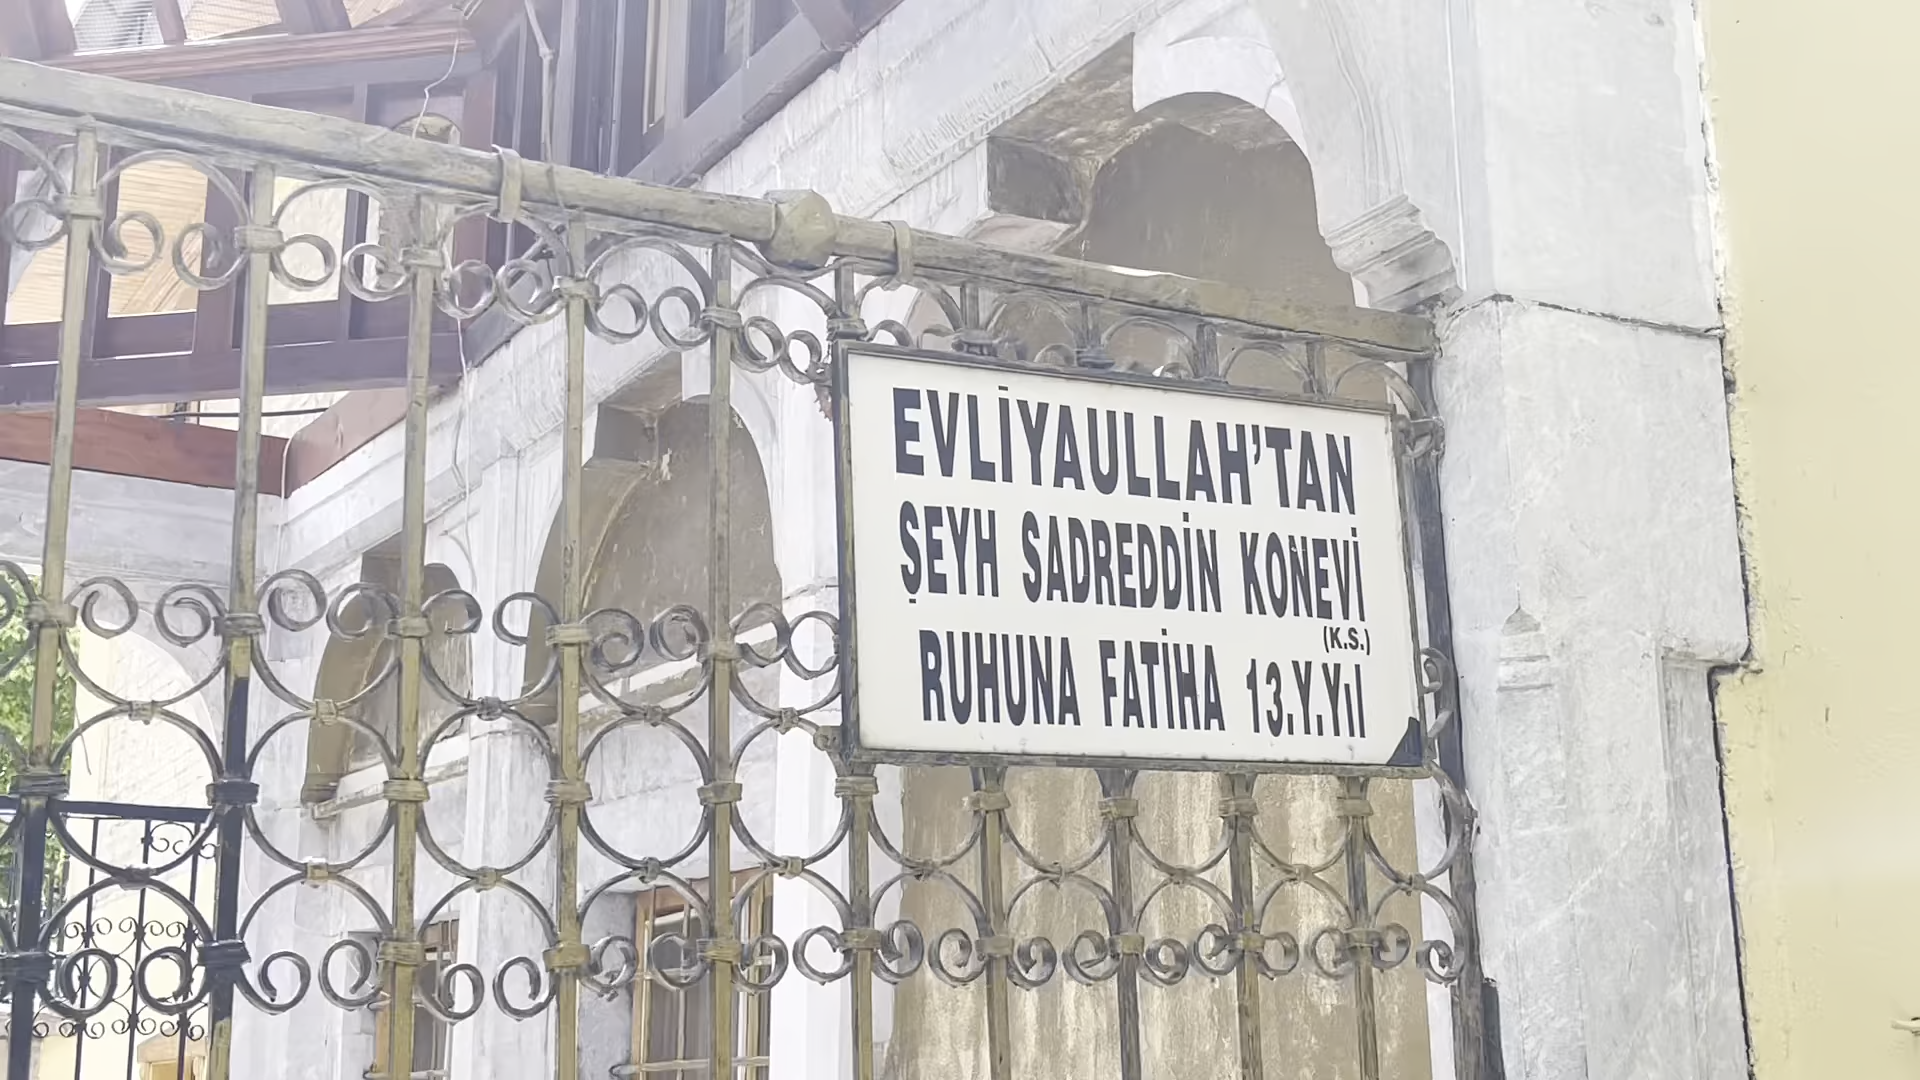 EVLİYAULLAH'TAN
ŞEYH SADREDDİN KONEVİ
(K.S.)
RUHUNA FATİHA 13.Y.Yıl